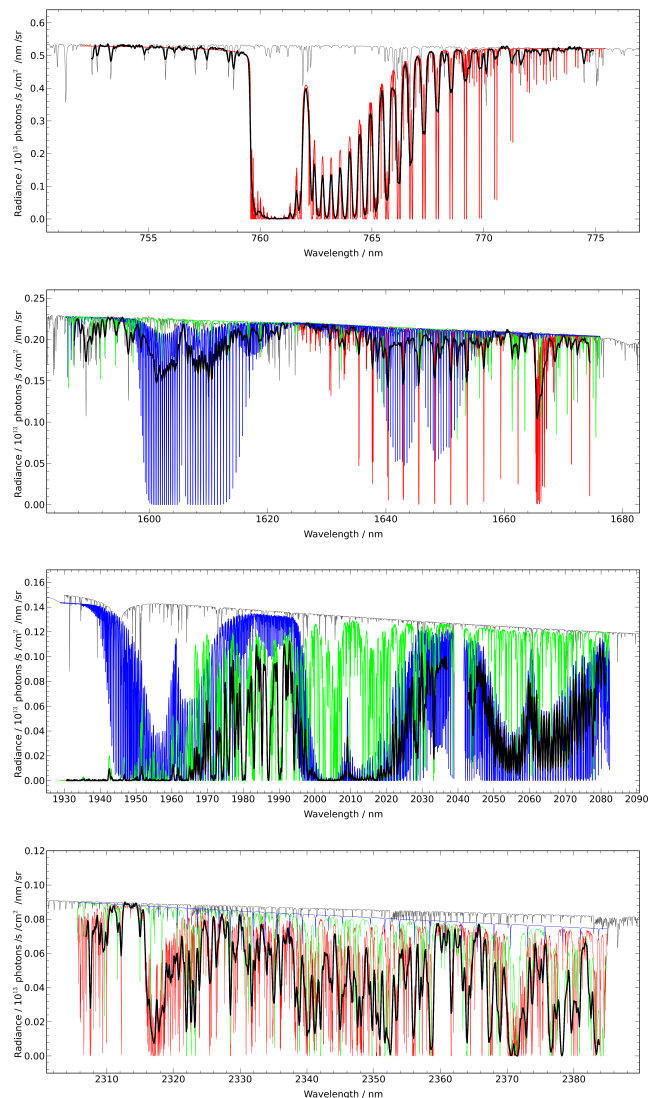 0.6
0.5
0.4
0.3
0.2
0.1
0.0
Radiance / 10¹³ photons /s /cm² /nm /sr
755 760 765 770 775
Wavelength / nm
0.25
0.20
0.15
0.10
0.05
0.00
Radiance / 10¹³ photons /s /cm² /nm /sr
1600 1620 1640 1660 1680
Wavelength / nm
0.16
0.14
0.12
0.10
0.08
0.06
0.04
0.02
0.00
Radiance / 10¹³ photons /s /cm² /nm /sr
1930 1940 1950 1960 1970 1980 1990 2000 2010 2020 2030 2040 2050 2060 2070 2080 2090
Wavelength / nm
0.12
0.10
0.08
0.06
0.04
0.02
0.00
Radiance / 10¹³ photons /s /cm² /nm /sr
2310 2320 2330 2340 2350 2360 2370 2380
Wavelength / nm